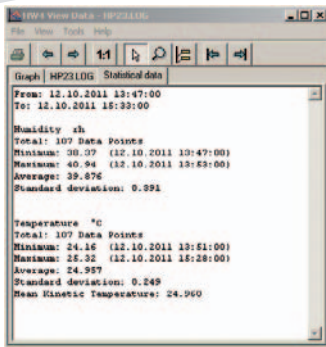 HW4 View Data - HP23.LOG
File View Tools Help
1:1
Graph HP23.LOG Statistical data
From: 12.10.2011 13:47:00
To: 12.10.2011 15:33:00
Humidity rh
Total: 107 Data Points
Minimum: 38.37 (12.10.2011 13:47:00)
Maximum: 40.94 (12.10.2011 13:53:00)
Average: 39.876
Standard deviation: 0.391
Temperature °C
Total: 107 Data Points
Minimum: 24.16 (12.10.2011 13:51:00)
Maximum: 25.32 (12.10.2011 15:28:00)
Average: 24.957
Standard deviation: 0.249
Mean Kinetic Temperature: 24.960